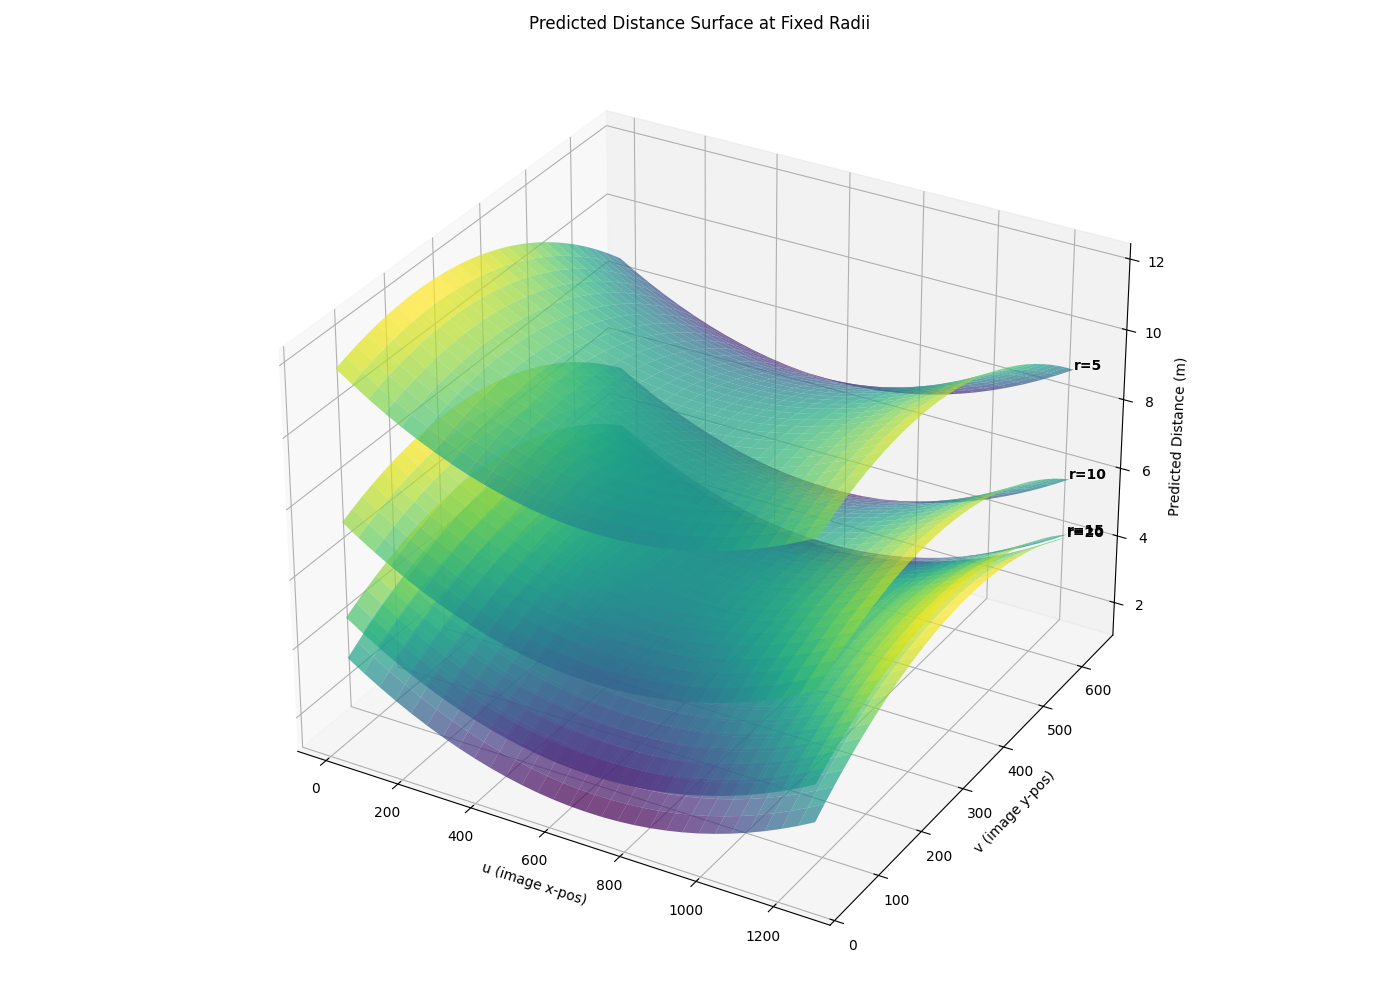 Predicted Distance Surface at Fixed Radii
12
10
8
6
4
2
Predicted Distance (m)
r=5
r=10
r=20
0
200
400
600
800
1000
1200
u (image x-pos)
0
100
200
300
400
500
600
v (image y-pos)